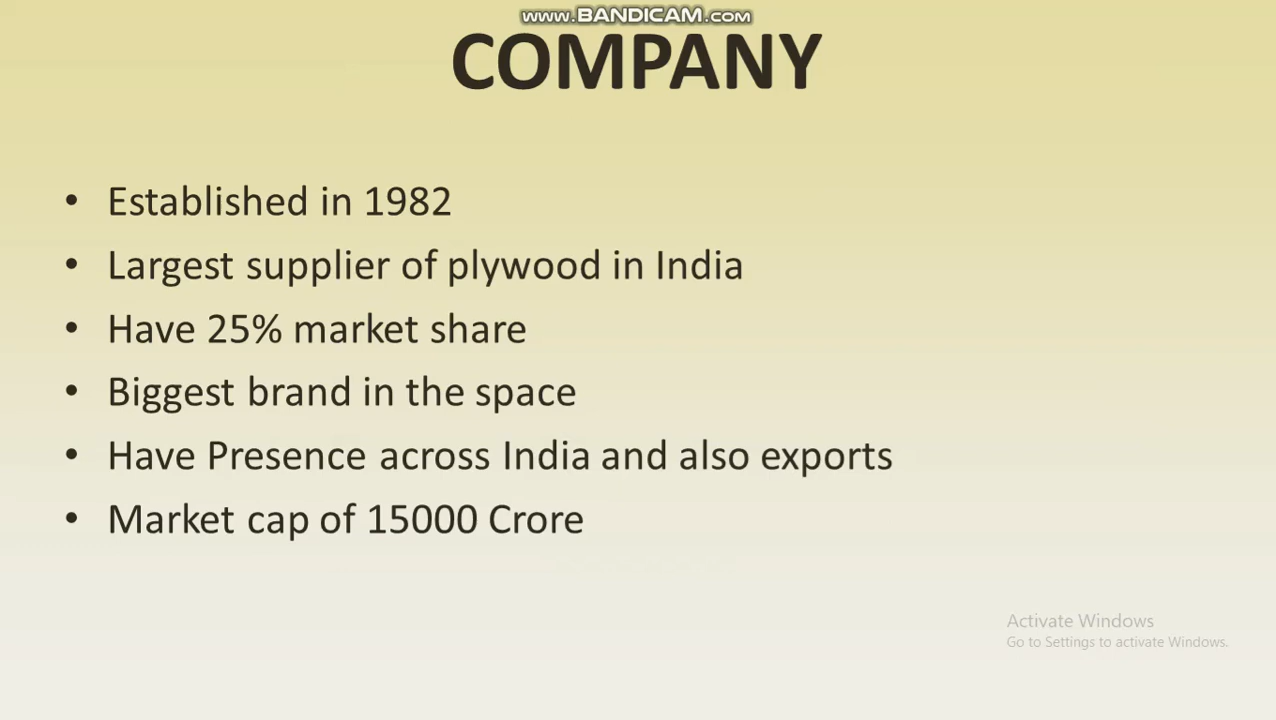 www.BANDICAM.com
COMPANY
• Established in 1982
• Largest supplier of plywood in India
• Have 25% market share
• Biggest brand in the space
• Have Presence across India and also exports
• Market cap of 15000 Crore
Activate Windows
Go to Settings to activate Windows.